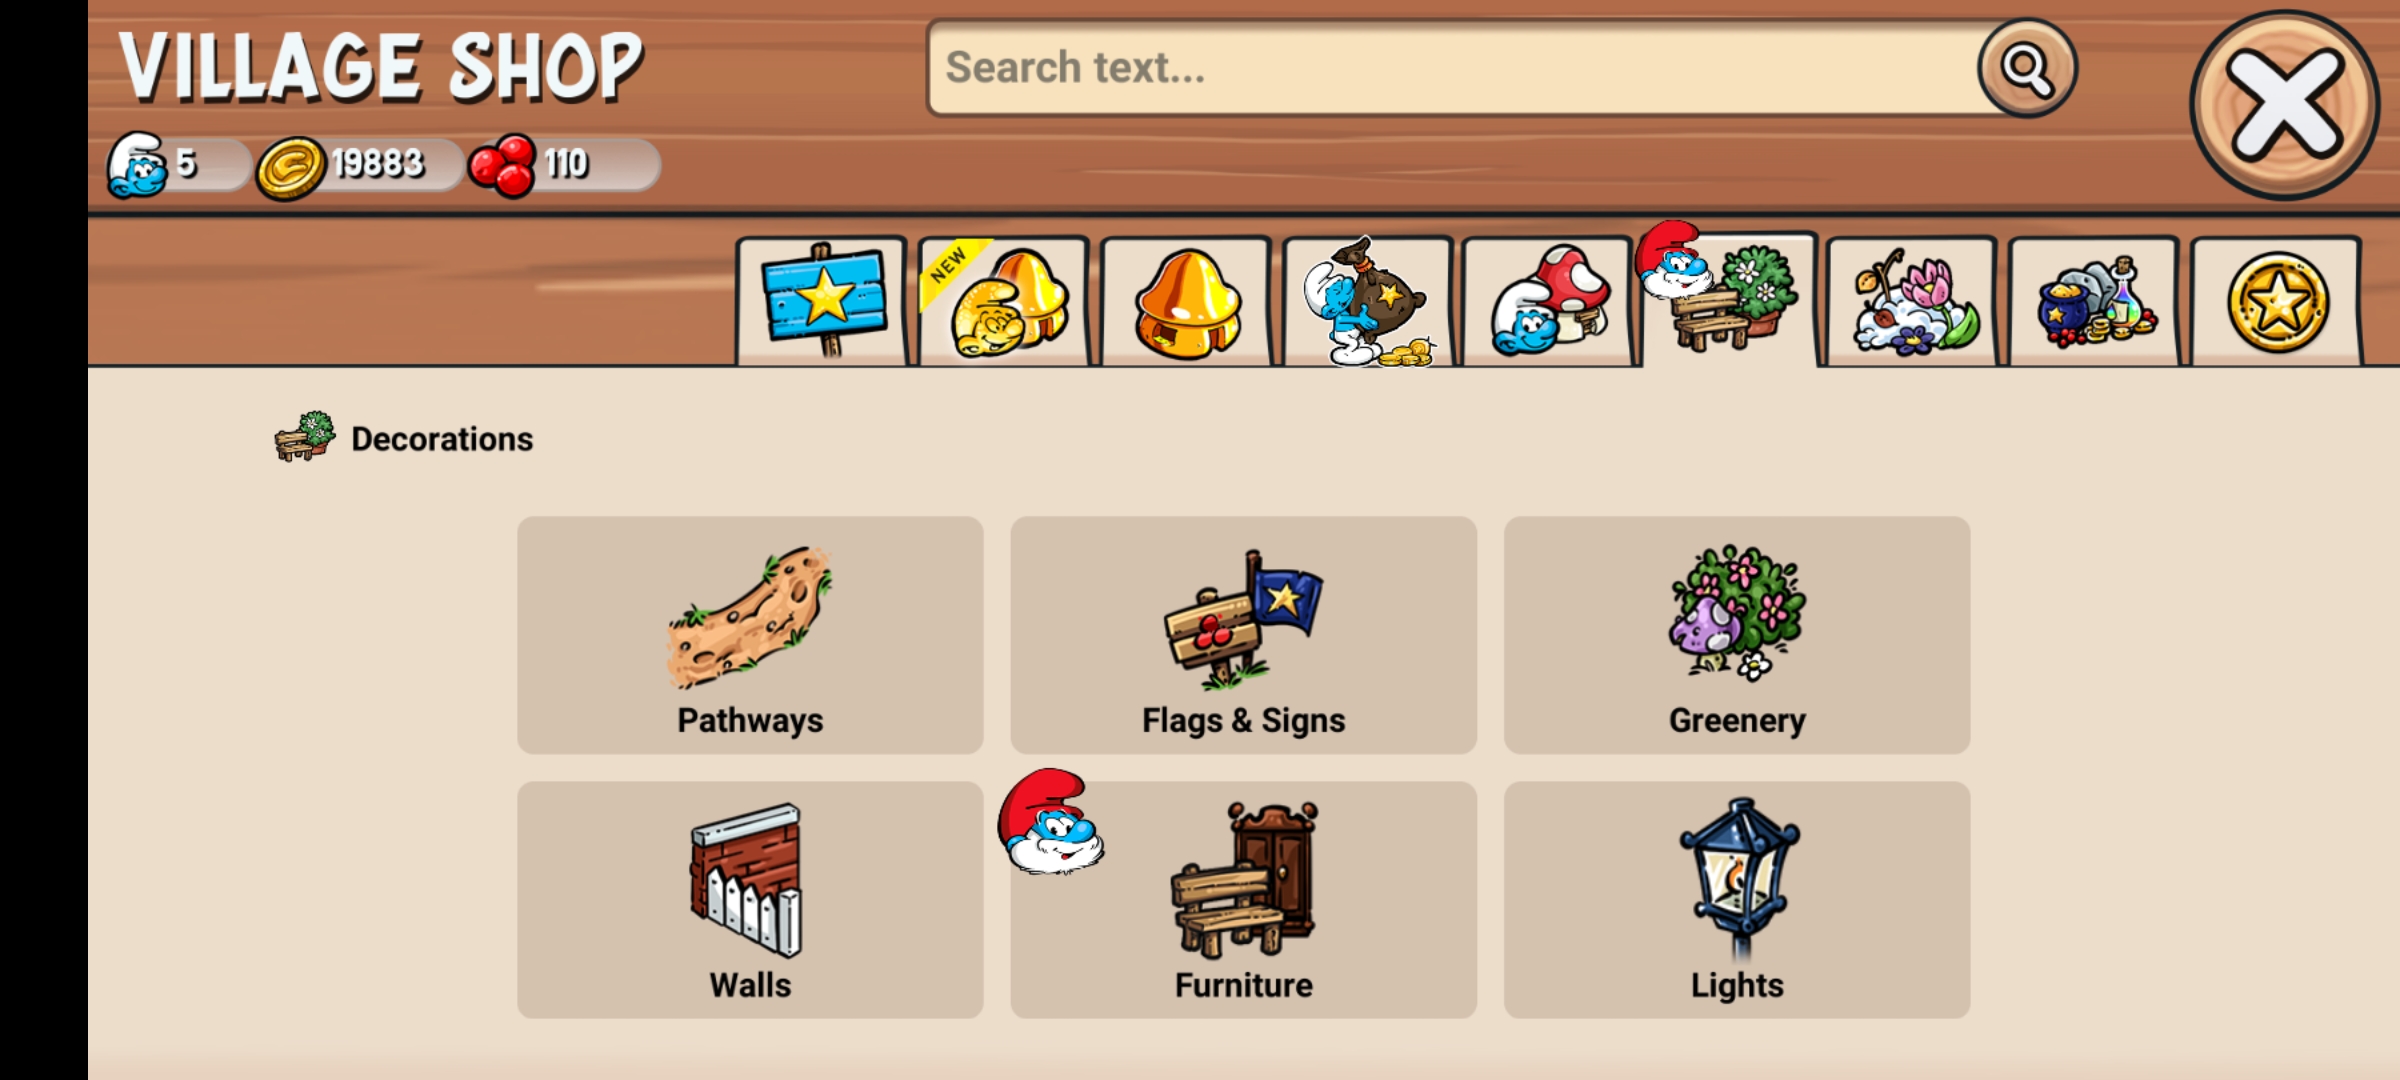 VILLAGE SHOP
Search text...
5
19883
110
NEW
Decorations
Pathways
Flags & Signs
Greenery
Walls
Furniture
Lights